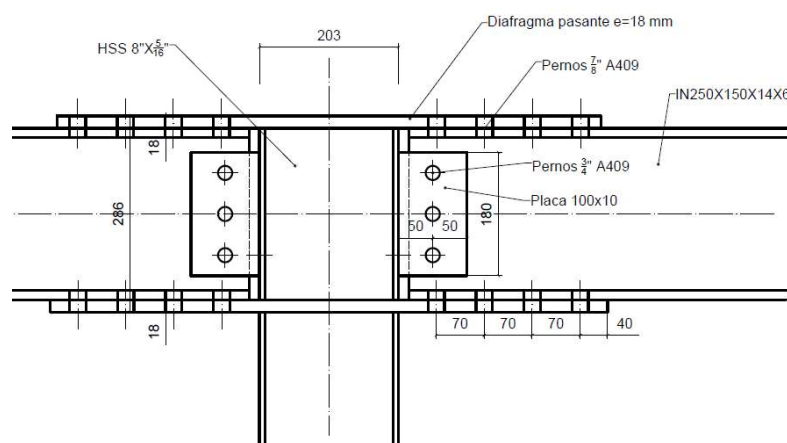 203
HSS 8"X5/16"
Diafragma pasante e=18 mm
Pernos 7/8" A409
IN250X150X14X6
18
286
Pernos 3/4" A409
Placa 100x10
50 50
180
18
70 70 70 40